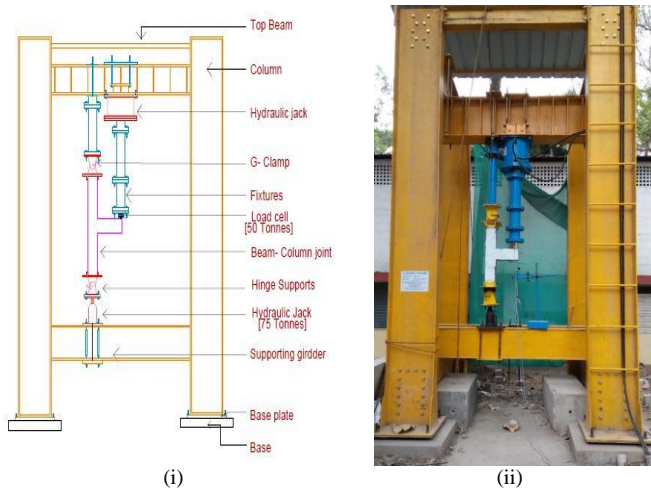 Top Beam
Column
Hydraulic jack
G- Clamp
Fixtures
Load cell
[50 Tonnes]
Beam- Column joint
Hinge Supports
Hydraulic Jack
[75 Tonnes]
Supporting girdder
Base plate
Base
(i)
(ii)